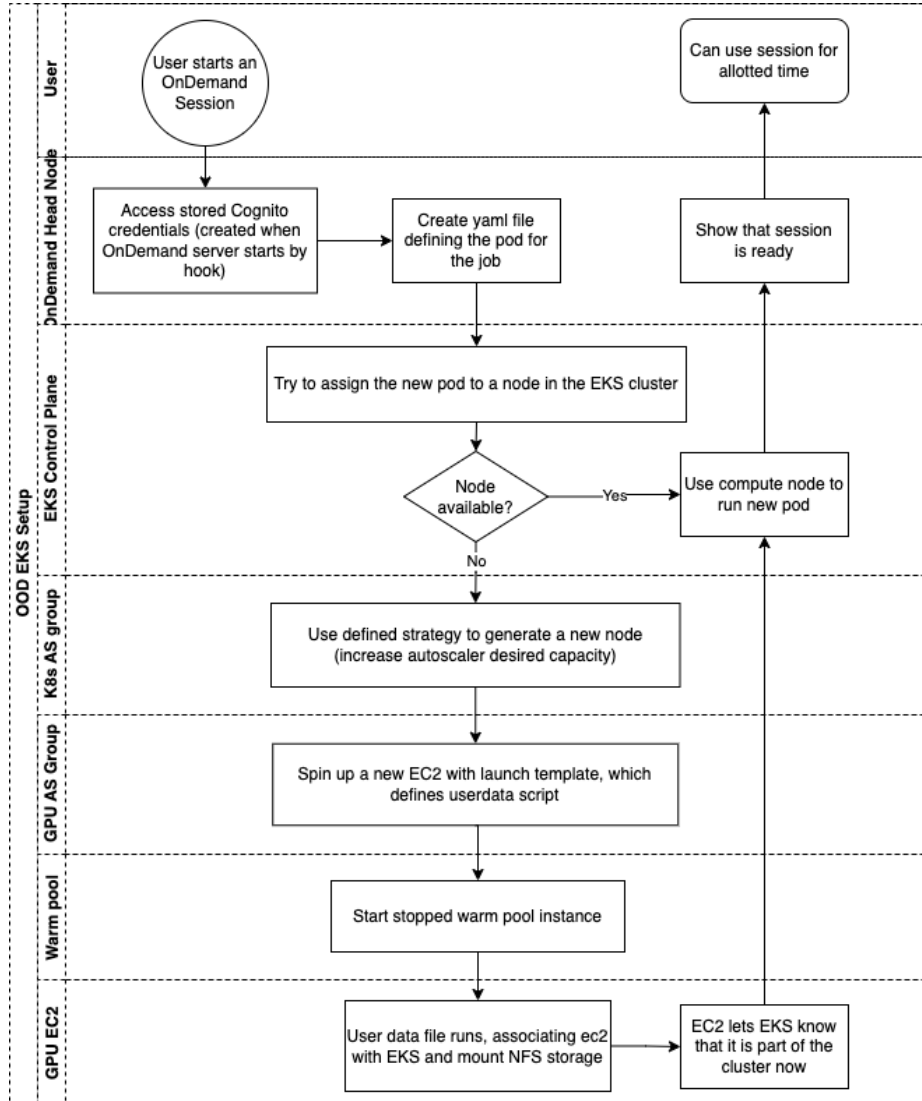 OOD EKS Setup
User
User starts an
OnDemand
Session
Can use session for
allotted time
OnDemand Head Node
Access stored Cognito
credentials (created when
OnDemand server starts by
hook)
Create yaml file
defining the pod for
the job
Show that session
is ready
EKS Control Plane
Try to assign the new pod to a node in the EKS cluster
Node
available?
Yes
Use compute node to
run new pod
No
K8s AS group
Use defined strategy to generate a new node
(increase autoscaler desired capacity)
GPU AS Group
Spin up a new EC2 with launch template, which
defines userdata script
Warm pool
Start stopped warm pool instance
GPU EC2
User data file runs, associating ec2
with EKS and mount NFS storage
EC2 lets EKS know
that it is part of the
cluster now